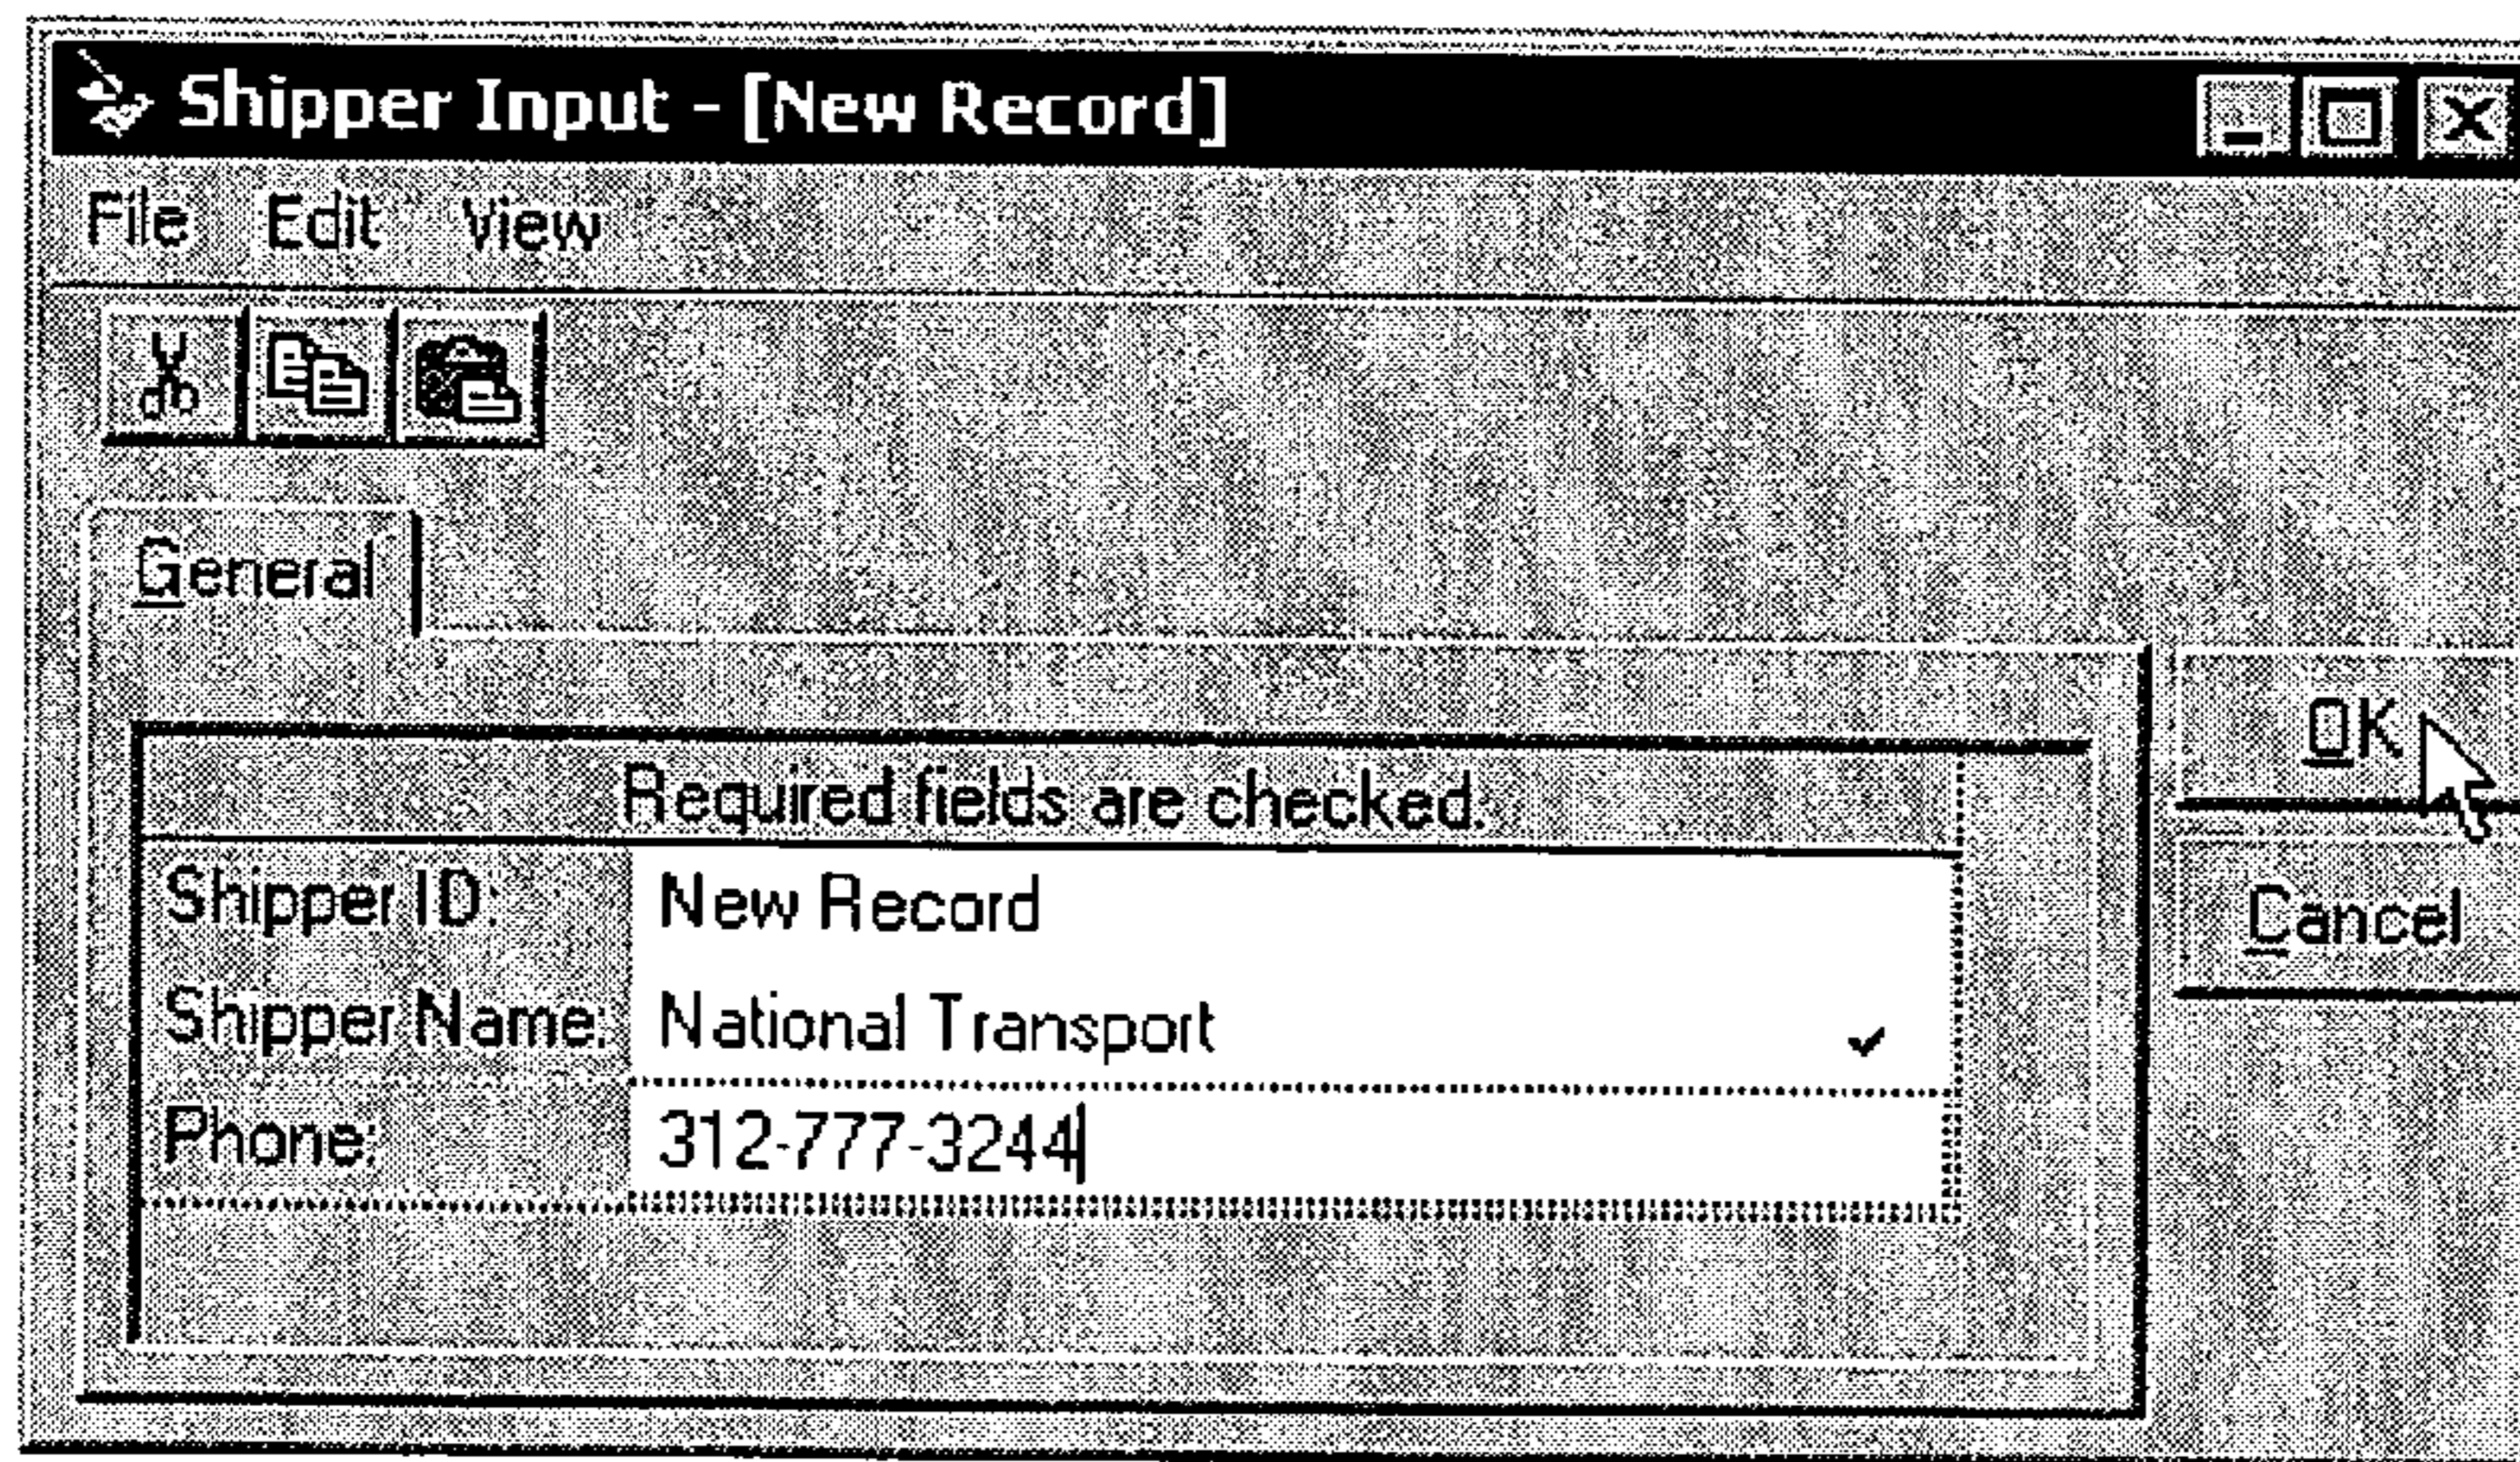 Shipper Input - [New Record]
File Edit View
General
OK
Required fields are checked.
Cancel
Shipper ID: New Record
Shipper Name: National Transport
Phone: 312-777-3244